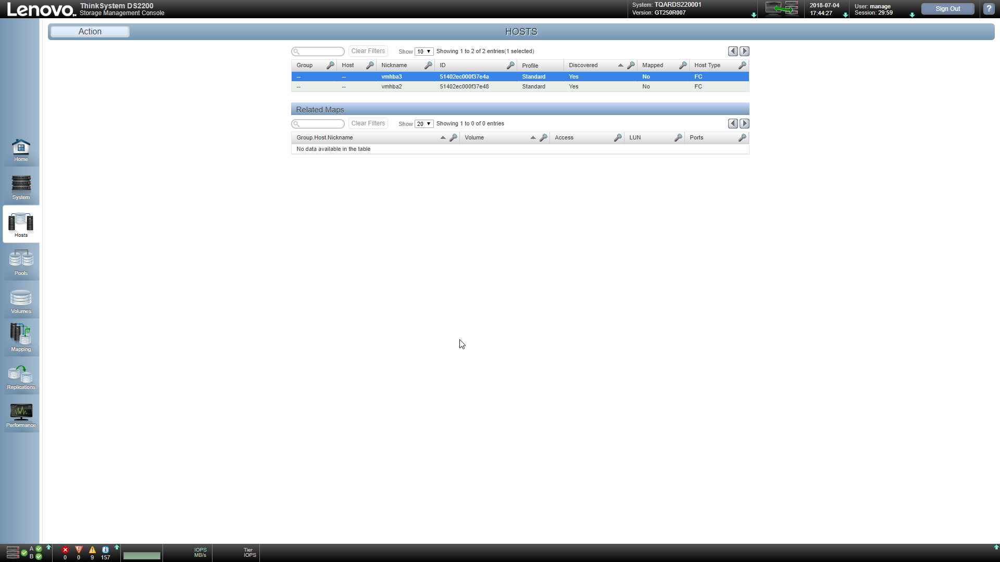 Lenovo
ThinkSystem DS2200
Storage Management Console
System: TQARDS220001
Version: GT250R007
2018-07-04
17:44:27
User: manage
Session: 29:59
Sign Out
?
Action
HOSTS
Clear Filters Show 10 Showing 1 to 2 of 2 entries(1 selected)
Group Host Nickname ID Profile Discovered Mapped Host Type
-- -- vmhba3 51402ec000f37e4a Standard Yes No FC
-- -- vmhba2 51402ec000f37e48 Standard Yes No FC
Related Maps
Clear Filters Show 20 Showing 1 to 0 of 0 entries
Group.Host.Nickname Volume Access LUN Ports
No data available in the table
Home
System
Hosts
Pools
Volumes
Mapping
Replications
Performance
A
B
0 0 9 157
IOPS
MB/s
Tier
IOPS